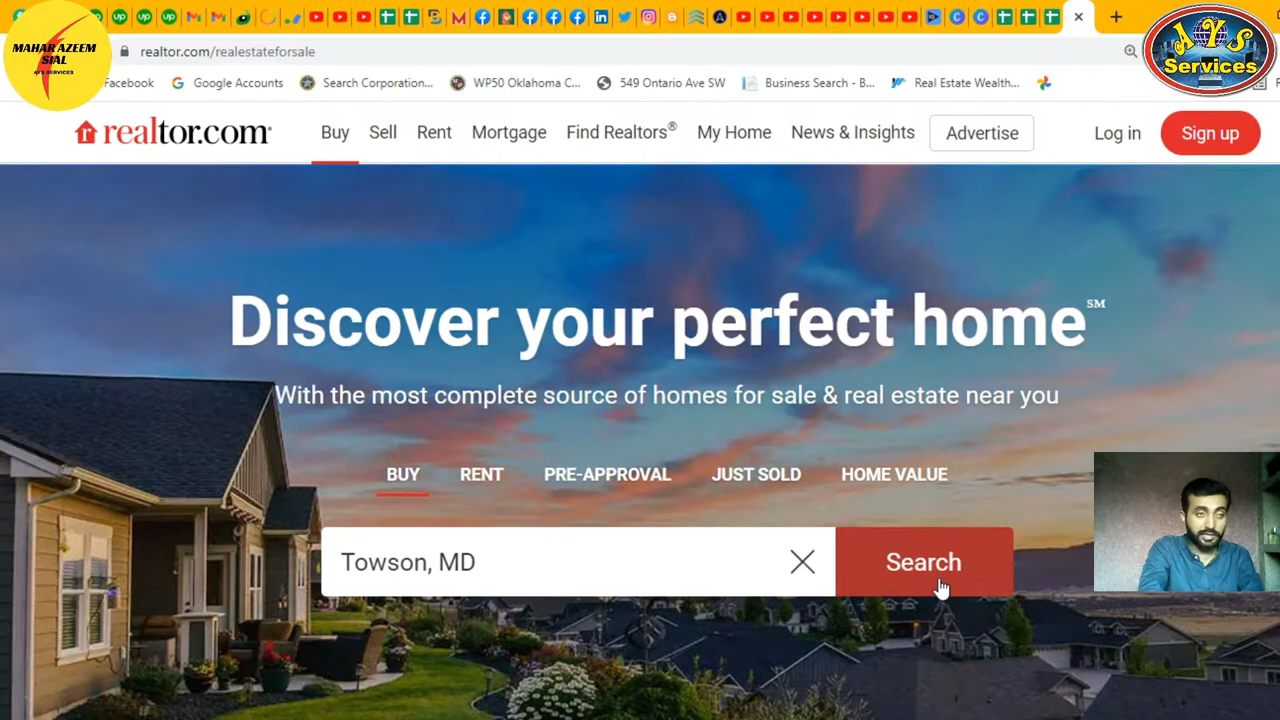 MAHAR AZEEM
SIAL
AYS SERVICES
AYS
Services
realtor.com/realestateforsale
Facebook
Google Accounts
Search Corporation...
WP50 Oklahoma C...
549 Ontario Ave SW
Business Search - B...
Real Estate Wealth...
realtor.com®
Buy
Sell
Rent
Mortgage
Find Realtors®
My Home
News & Insights
Advertise
Log in
Sign up
Discover your perfect home℠
With the most complete source of homes for sale & real estate near you
BUY
RENT
PRE-APPROVAL
JUST SOLD
HOME VALUE
Towson, MD
Search